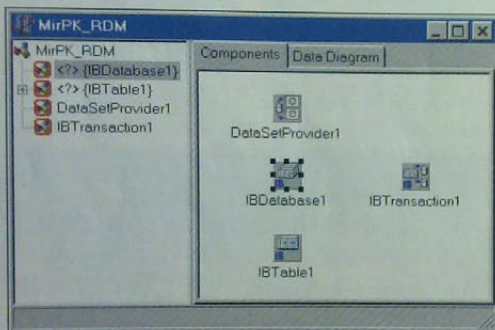 MirPK_RDM
MirPK_RDM
<?> {IBDatabase1}
<?> {IBTable1}
DataSetProvider1
IBTransaction1
Components
Data Diagram
DataSetProvider1
IBDatabase1
IBTransaction1
IBTable1